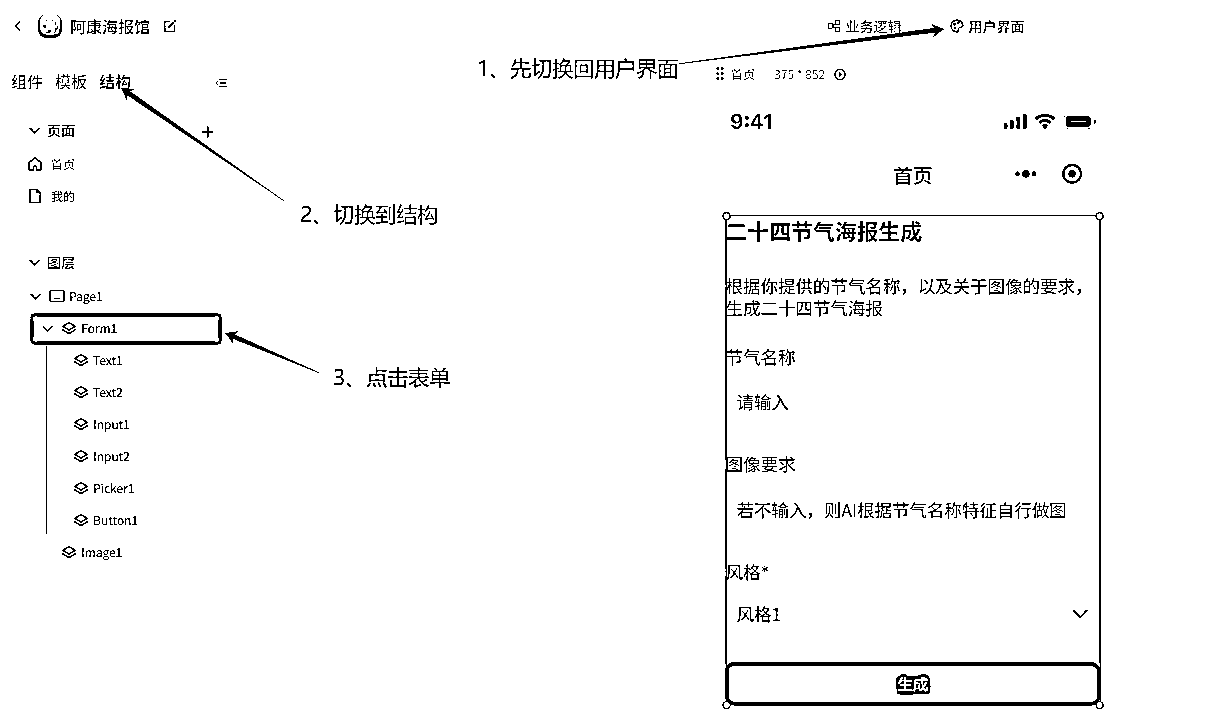 阿康海报馆
业务逻辑
用户界面
1、先切换回用户界面
组件 模板 结构
首页 375 * 852
页面
9:41
首页
我的
首页
2、切换到结构
二十四节气海报生成
图层
根据你提供的节气名称，以及关于图像的要求，
生成二十四节气海报
Page1
Form1
节气名称
Text1
3、点击表单
Text2
请输入
Input1
Input2
图像要求
Picker1
若不输入，则AI根据节气名称特征自行做图
Button1
Image1
风格*
风格1
生成